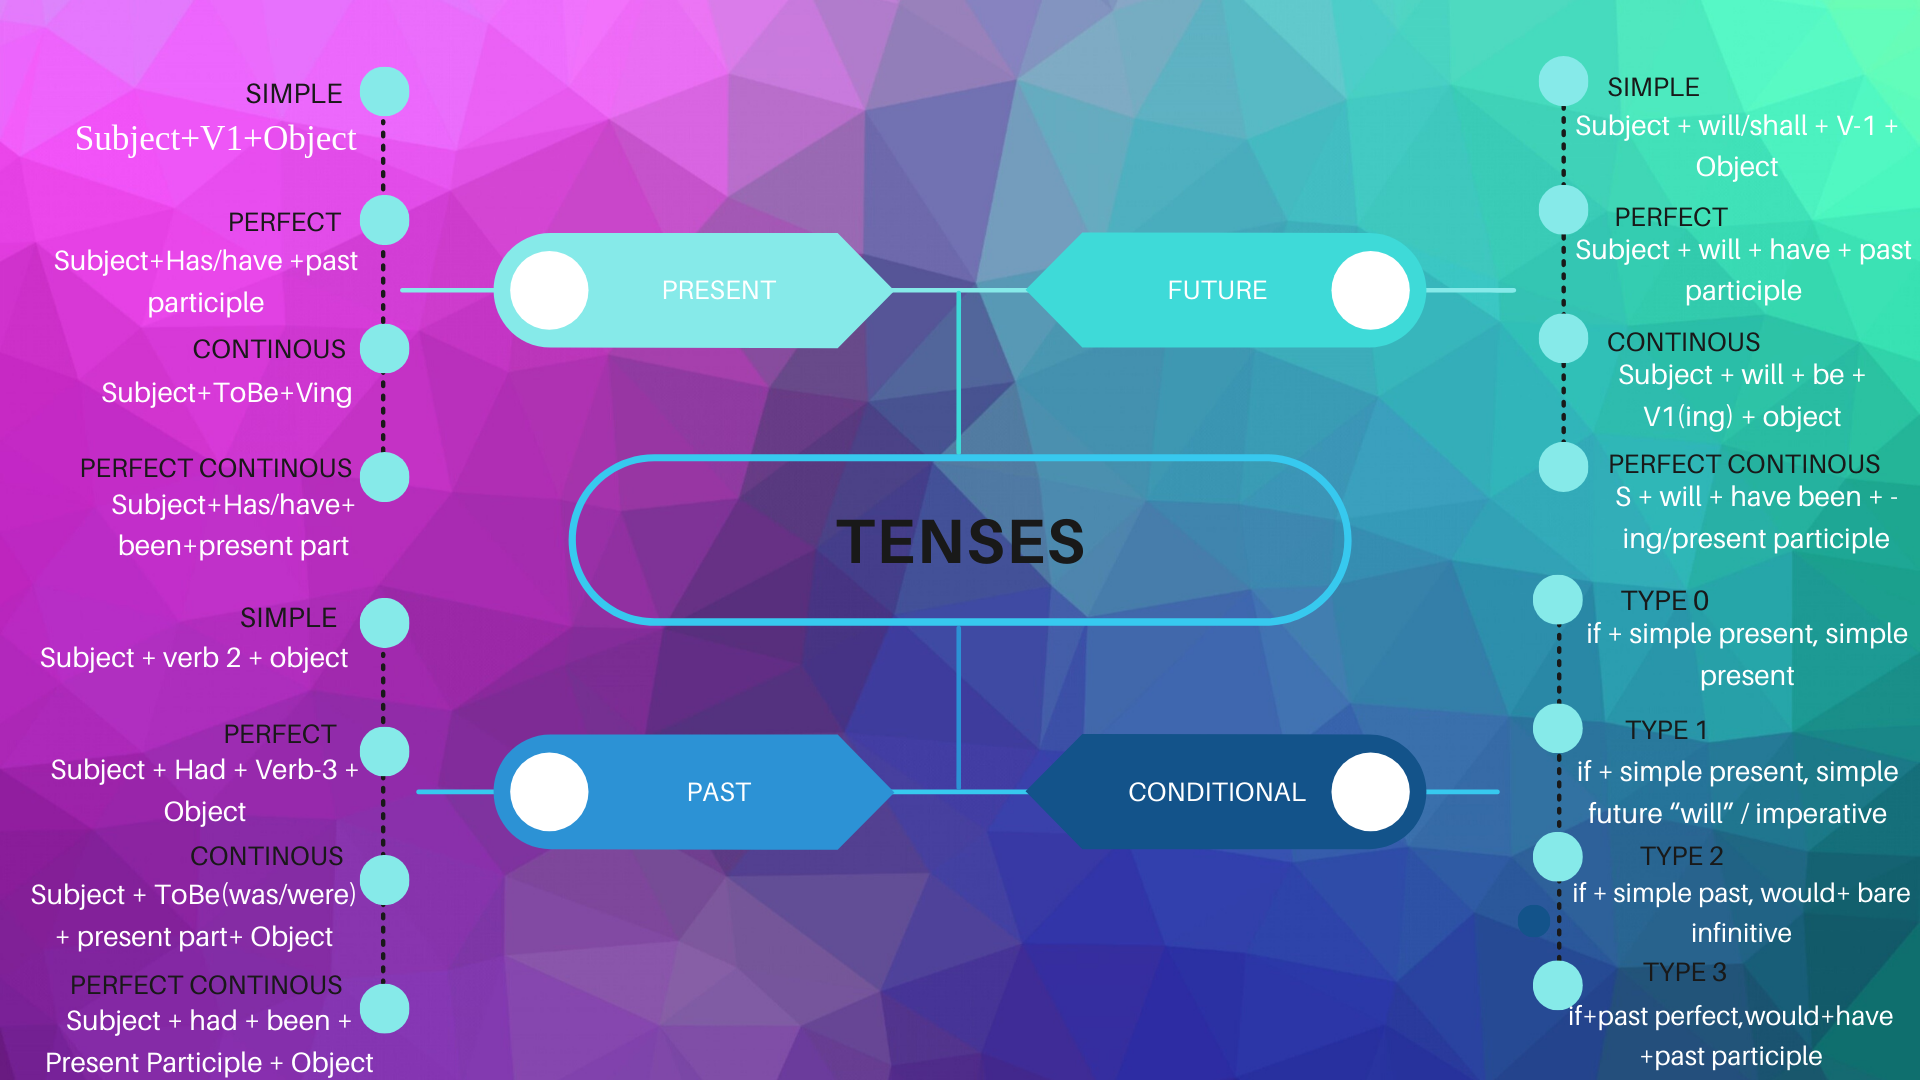 SIMPLE
Subject+V1+Object
PERFECT
Subject+Has/have +past
participle
CONTINOUS
Subject+ToBe+Ving
PERFECT CONTINOUS
Subject+Has/have+
been+present part
PRESENT
FUTURE
SIMPLE
Subject + will/shall + V-1 +
Object
PERFECT
Subject + will + have + past
participle
CONTINOUS
Subject + will + be +
V1(ing) + object
PERFECT CONTINOUS
S + will + have been + -
ing/present participle
TENSES
SIMPLE
Subject + verb 2 + object
PERFECT
Subject + Had + Verb-3 +
Object
CONTINOUS
Subject + ToBe(was/were)
+ present part+ Object
PERFECT CONTINOUS
Subject + had + been +
Present Participle + Object
PAST
CONDITIONAL
TYPE 0
if + simple present, simple
present
TYPE 1
if + simple present, simple
future “will” / imperative
TYPE 2
if + simple past, would+ bare
infinitive
TYPE 3
if+past perfect,would+have
+past participle